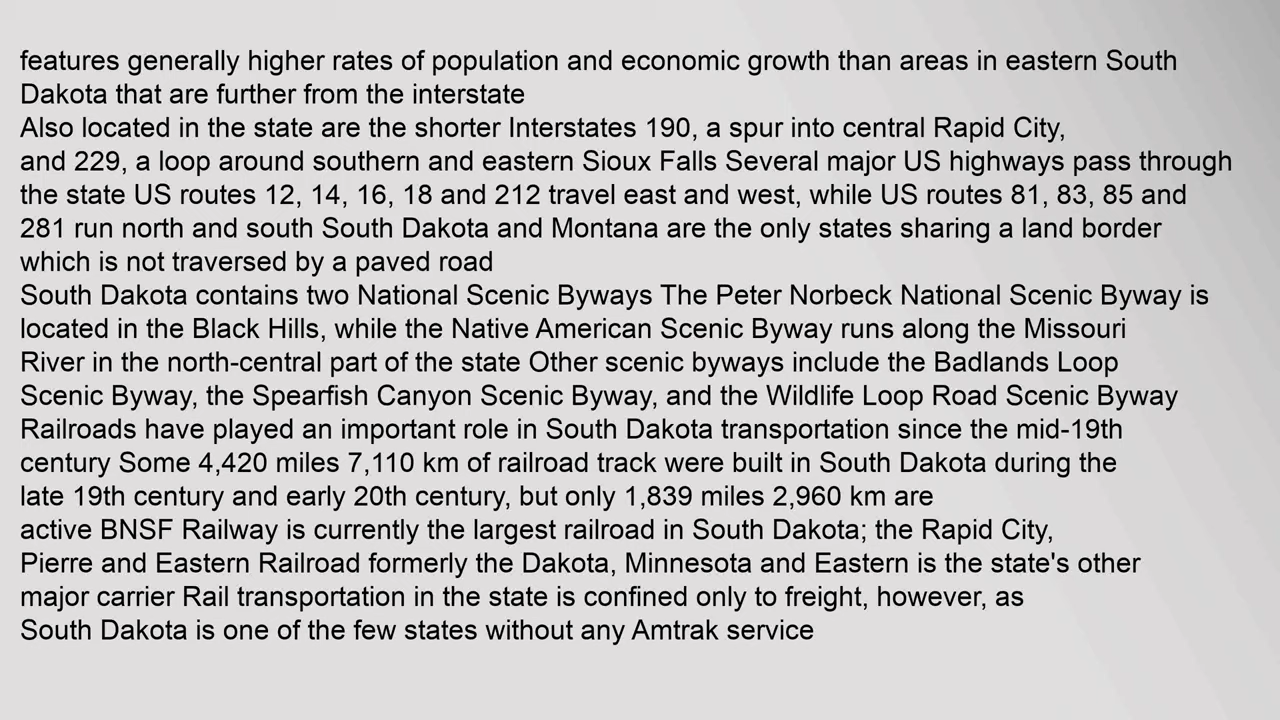 features generally higher rates of population and economic growth than areas in eastern South
Dakota that are further from the interstate
Also located in the state are the shorter Interstates 190, a spur into central Rapid City,
and 229, a loop around southern and eastern Sioux Falls Several major US highways pass through
the state US routes 12, 14, 16, 18 and 212 travel east and west, while US routes 81, 83, 85 and
281 run north and south South Dakota and Montana are the only states sharing a land border
which is not traversed by a paved road
South Dakota contains two National Scenic Byways The Peter Norbeck National Scenic Byway is
located in the Black Hills, while the Native American Scenic Byway runs along the Missouri
River in the north-central part of the state Other scenic byways include the Badlands Loop
Scenic Byway, the Spearfish Canyon Scenic Byway, and the Wildlife Loop Road Scenic Byway
Railroads have played an important role in South Dakota transportation since the mid-19th
century Some 4,420 miles 7,110 km of railroad track were built in South Dakota during the
late 19th century and early 20th century, but only 1,839 miles 2,960 km are
active BNSF Railway is currently the largest railroad in South Dakota; the Rapid City,
Pierre and Eastern Railroad formerly the Dakota, Minnesota and Eastern is the state's other
major carrier Rail transportation in the state is confined only to freight, however, as
South Dakota is one of the few states without any Amtrak service